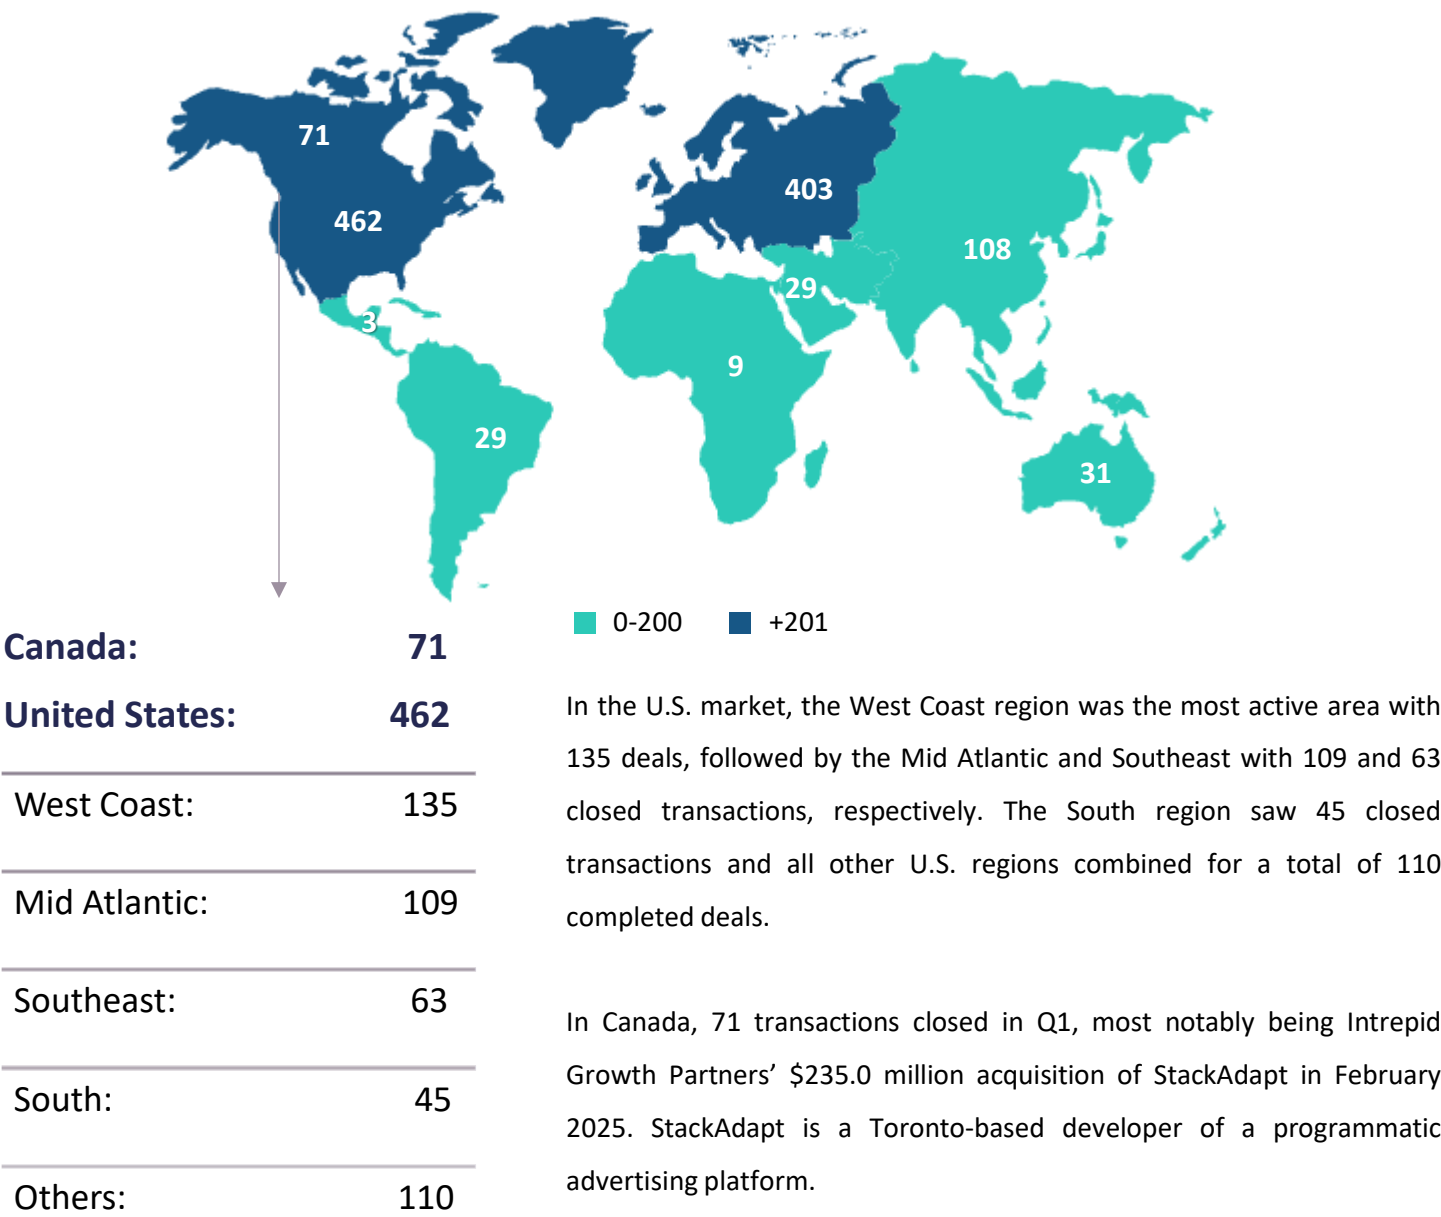 71
462
403
108
29
3
9
29
31
0-200 +201
Canada: 71
United States: 462
West Coast: 135
Mid Atlantic: 109
Southeast: 63
South: 45
Others: 110
In the U.S. market, the West Coast region was the most active area with
135 deals, followed by the Mid Atlantic and Southeast with 109 and 63
closed transactions, respectively. The South region saw 45 closed
transactions and all other U.S. regions combined for a total of 110
completed deals.
In Canada, 71 transactions closed in Q1, most notably being Intrepid
Growth Partners’ $235.0 million acquisition of StackAdapt in February
2025. StackAdapt is a Toronto-based developer of a programmatic
advertising platform.